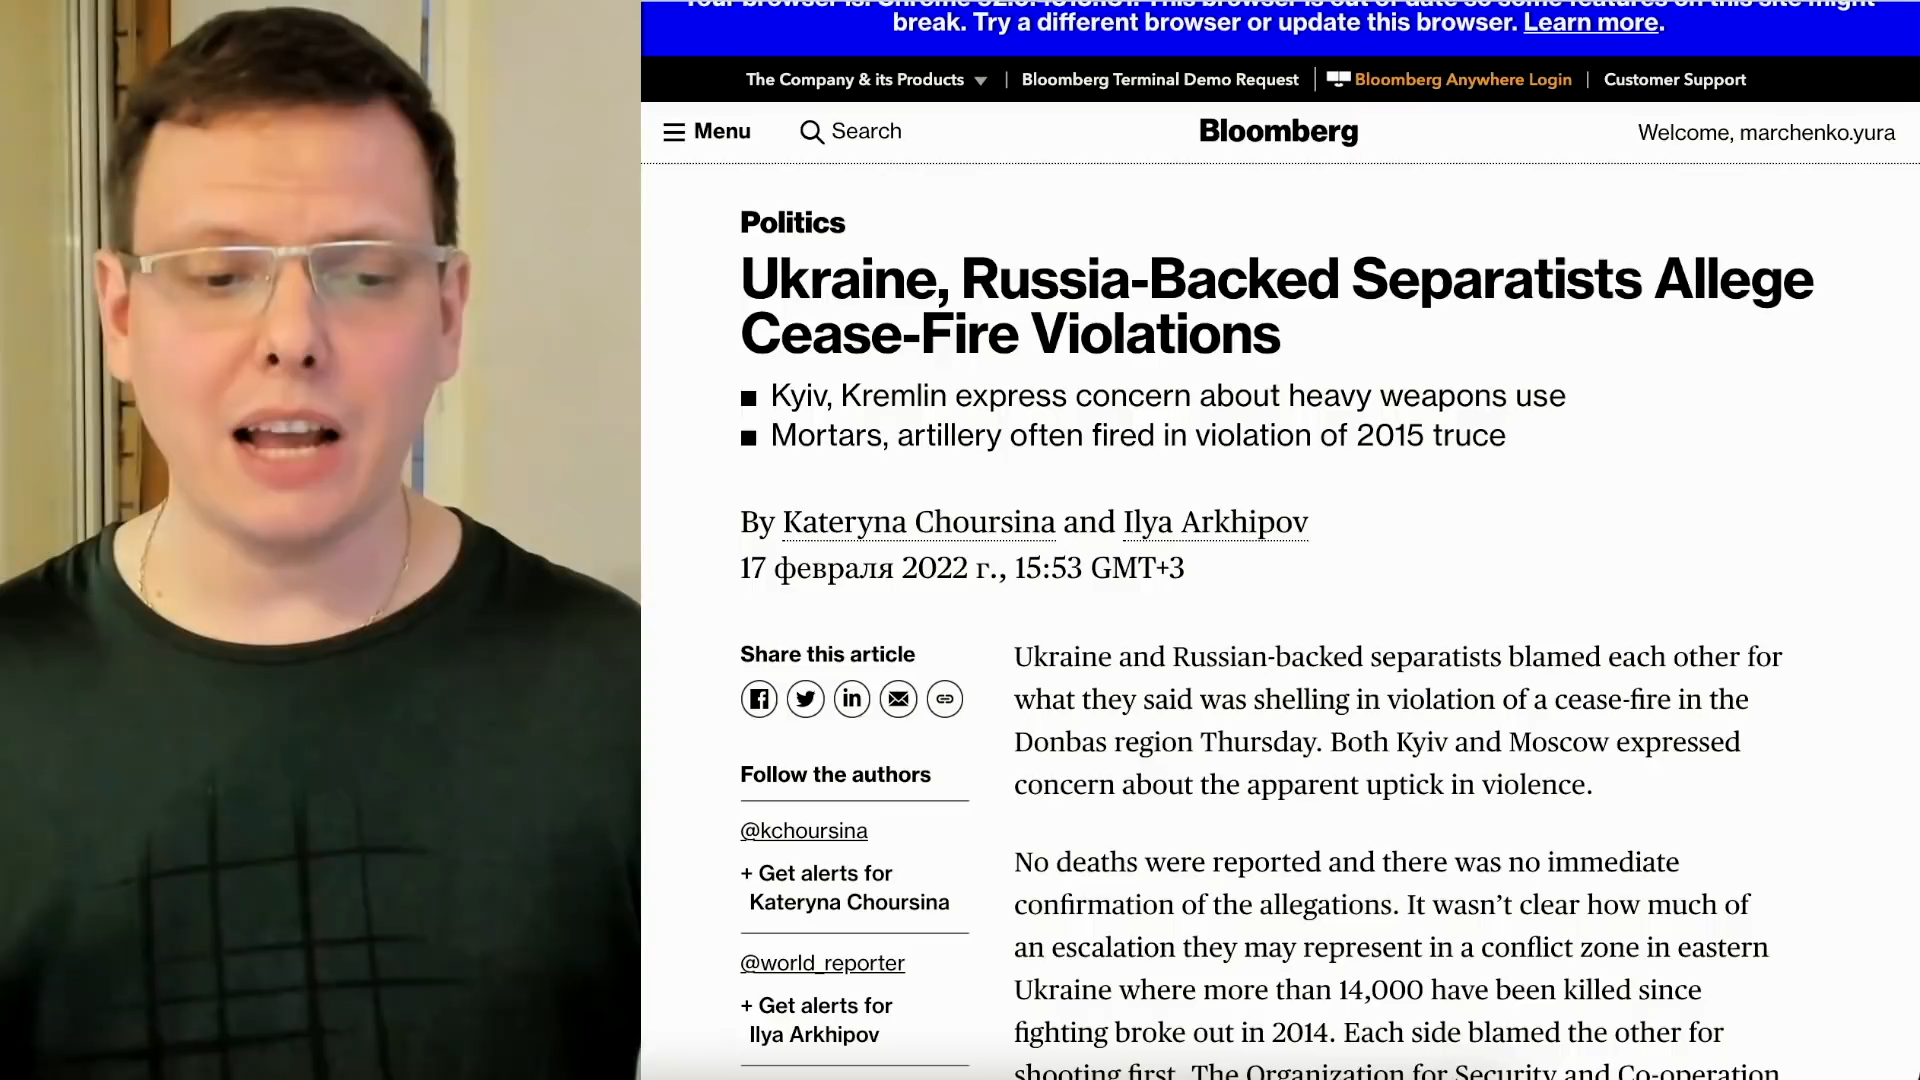 break. Try a different browser or update this browser. Learn more.
The Company & its Products | Bloomberg Terminal Demo Request | Bloomberg Anywhere Login | Customer Support
Menu Search Bloomberg Welcome, marchenko.yura
Politics
Ukraine, Russia-Backed Separatists Allege
Cease-Fire Violations
Kyiv, Kremlin express concern about heavy weapons use
Mortars, artillery often fired in violation of 2015 truce
By Kateryna Choursina and Ilya Arkhipov
17 февраля 2022 г., 15:53 GMT+3
Share this article
Follow the authors
@kchoursina
+ Get alerts for
Kateryna Choursina
@world_reporter
+ Get alerts for
Ilya Arkhipov
Ukraine and Russian-backed separatists blamed each other for
what they said was shelling in violation of a cease-fire in the
Donbas region Thursday. Both Kyiv and Moscow expressed
concern about the apparent uptick in violence.
No deaths were reported and there was no immediate
confirmation of the allegations. It wasn’t clear how much of
an escalation they may represent in a conflict zone in eastern
Ukraine where more than 14,000 have been killed since
fighting broke out in 2014. Each side blamed the other for
shooting first. The Organization for Security and Co-operation